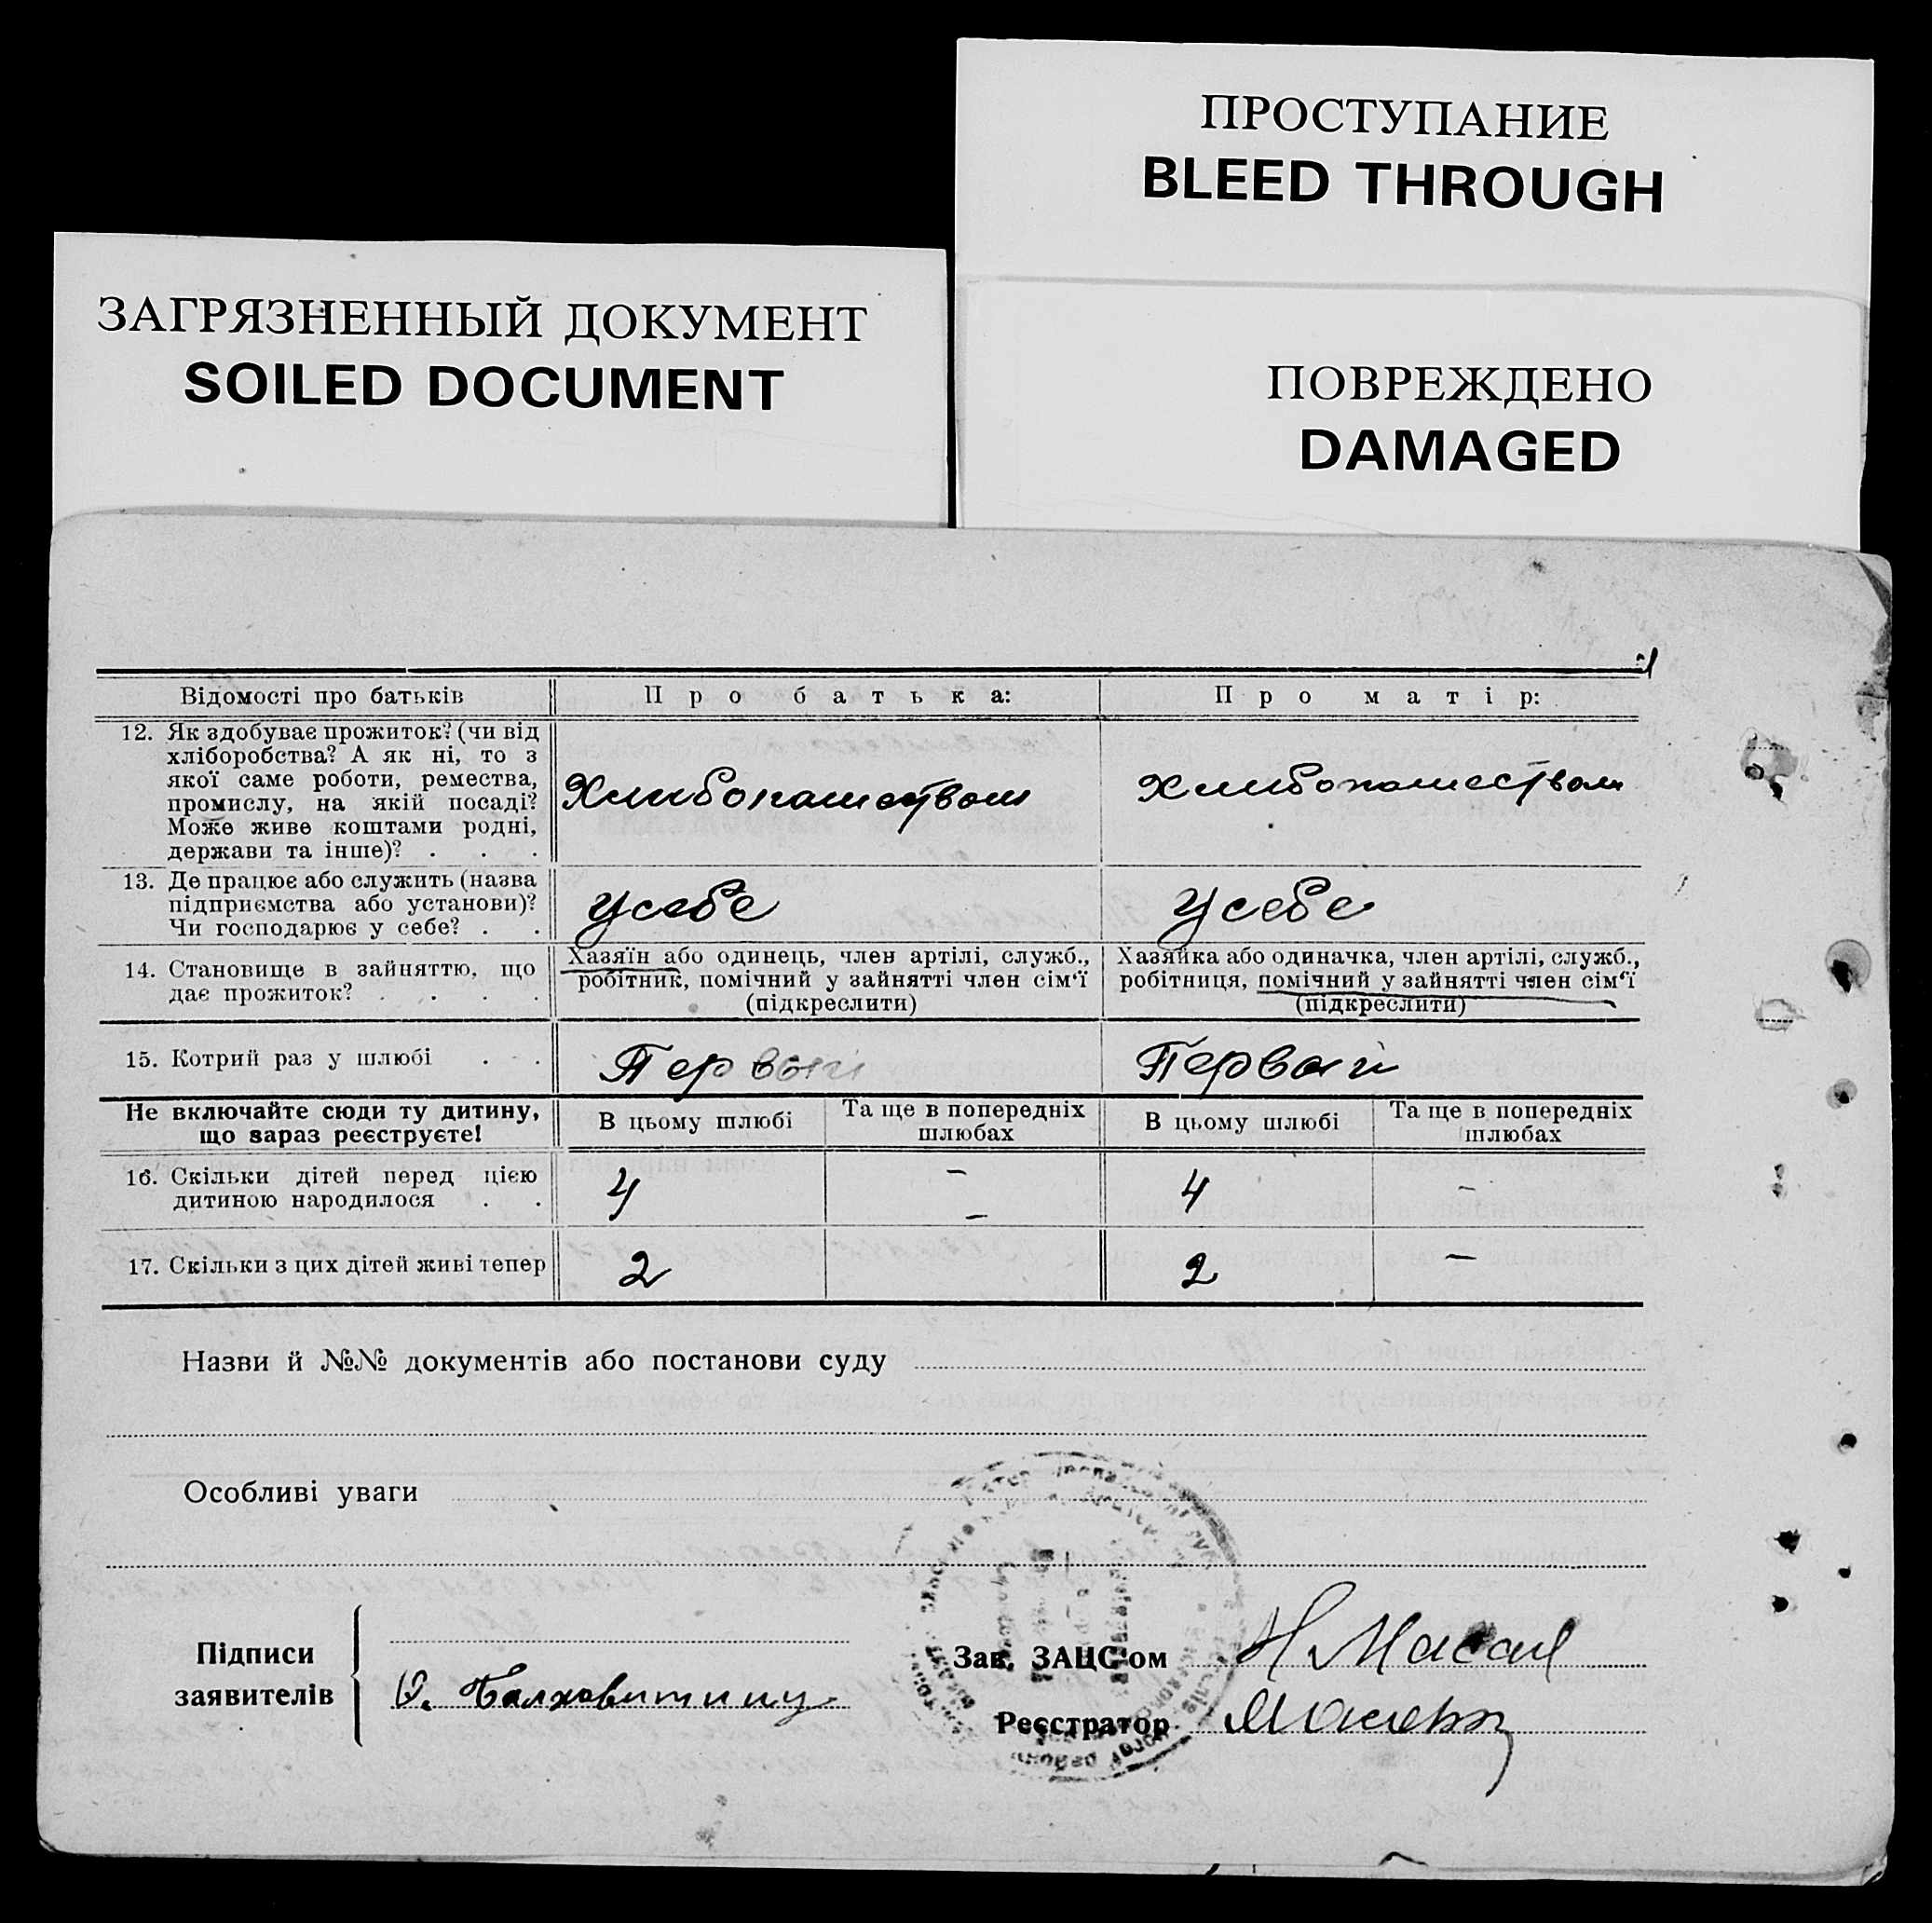 ПРОСТУПАНИЕ
BLEED THROUGH
ЗАГРЯЗНЕННЫЙ ДОКУМЕНТ
SOILED DOCUMENT
ПОВРЕЖДЕНО
DAMAGED
Відомості про батьків Про батька: Про матір:
12. Як здобуває прожиток? (чи від
хліборобства? А як ні, то з
якої саме роботи, ремества,
промислу, на якій посаді?
Може живе коштами родні,
держави та інше)? . . .
Хлибопашеством Хлибопашеством
13. Де працює або служить (назва
підприємства або установи)?
Чи господарює у себе? . .
Усебе Усебе
14. Становище в зайняттю, що
дає прожиток? . . . .
Хазяїн або одинець, член артілі, служб.,
робітник, помічний у зайнятті член сім'ї
(підкреслити)
Хазяйка або одиначка, член артілі, служб.,
робітниця, помічний у зайнятті член сім'ї
(підкреслити)
15. Котрий раз у шлюбі . . Первый Первый
Не включайте сюди ту дитину,
що зараз реєструєте!
В цьому шлюбі Та ще в попередніх
шлюбах
В цьому шлюбі Та ще в попередніх
шлюбах
16. Скільки дітей перед цією
дитиною народилося . .
4 – 4 –
17. Скільки з цих дітей живі тепер 2 – 2 –
Назви й №№ документів або постанови суду
Особливі уваги
Підписи
заявителів
Зав. ЗАЦС'ом
Реєстратор